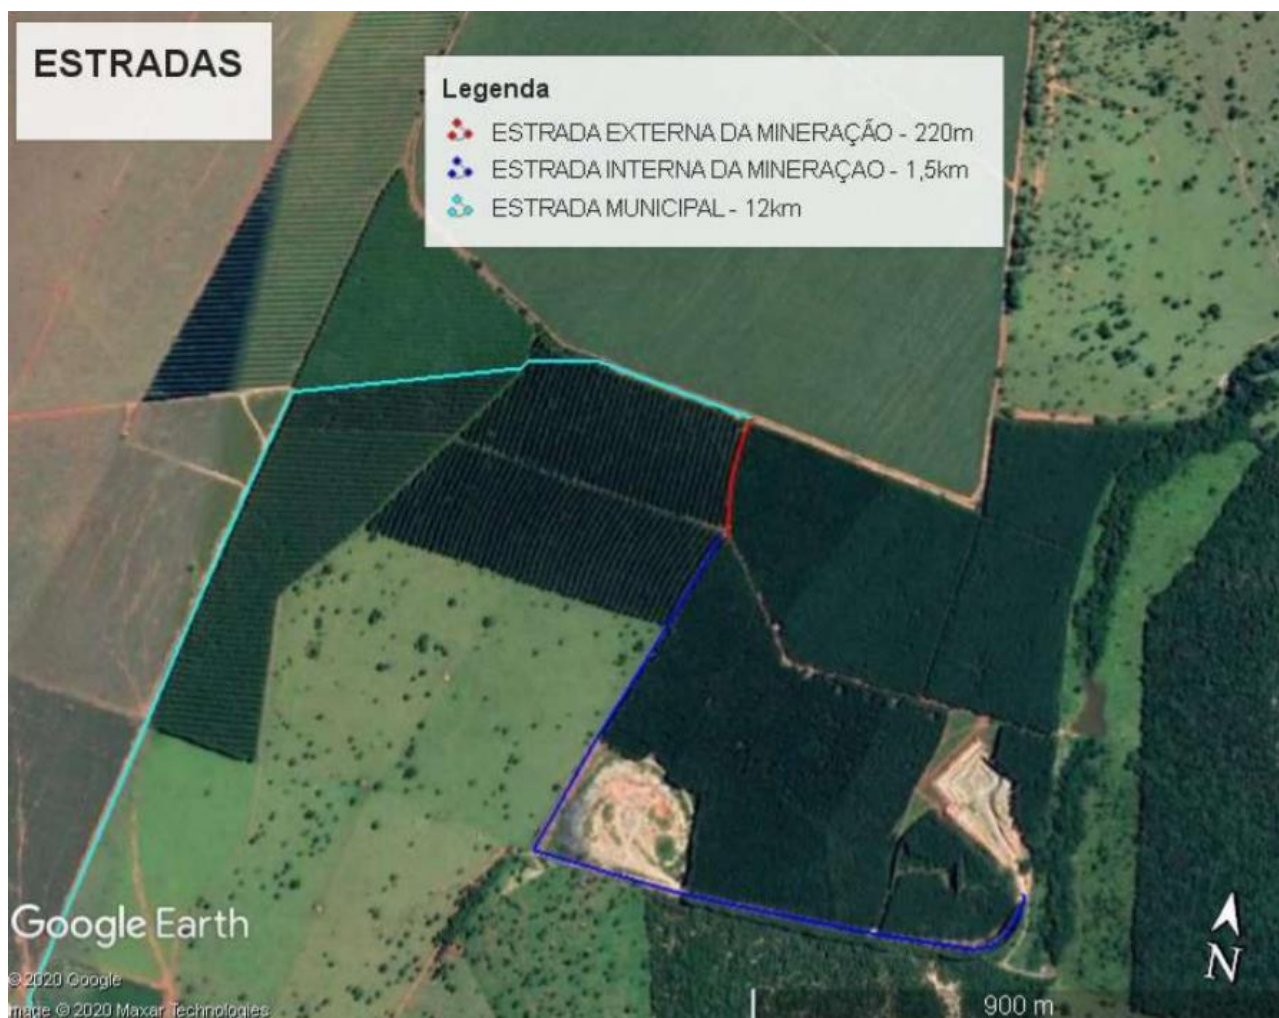 ESTRADAS
Legenda
ESTRADA EXTERNA DA MINERAÇÃO - 220m
ESTRADA INTERNA DA MINERAÇAO - 1,5km
ESTRADA MUNICIPAL - 12km
Google Earth
© 2020 Google
Image © 2020 Maxar Technologies
N
900 m